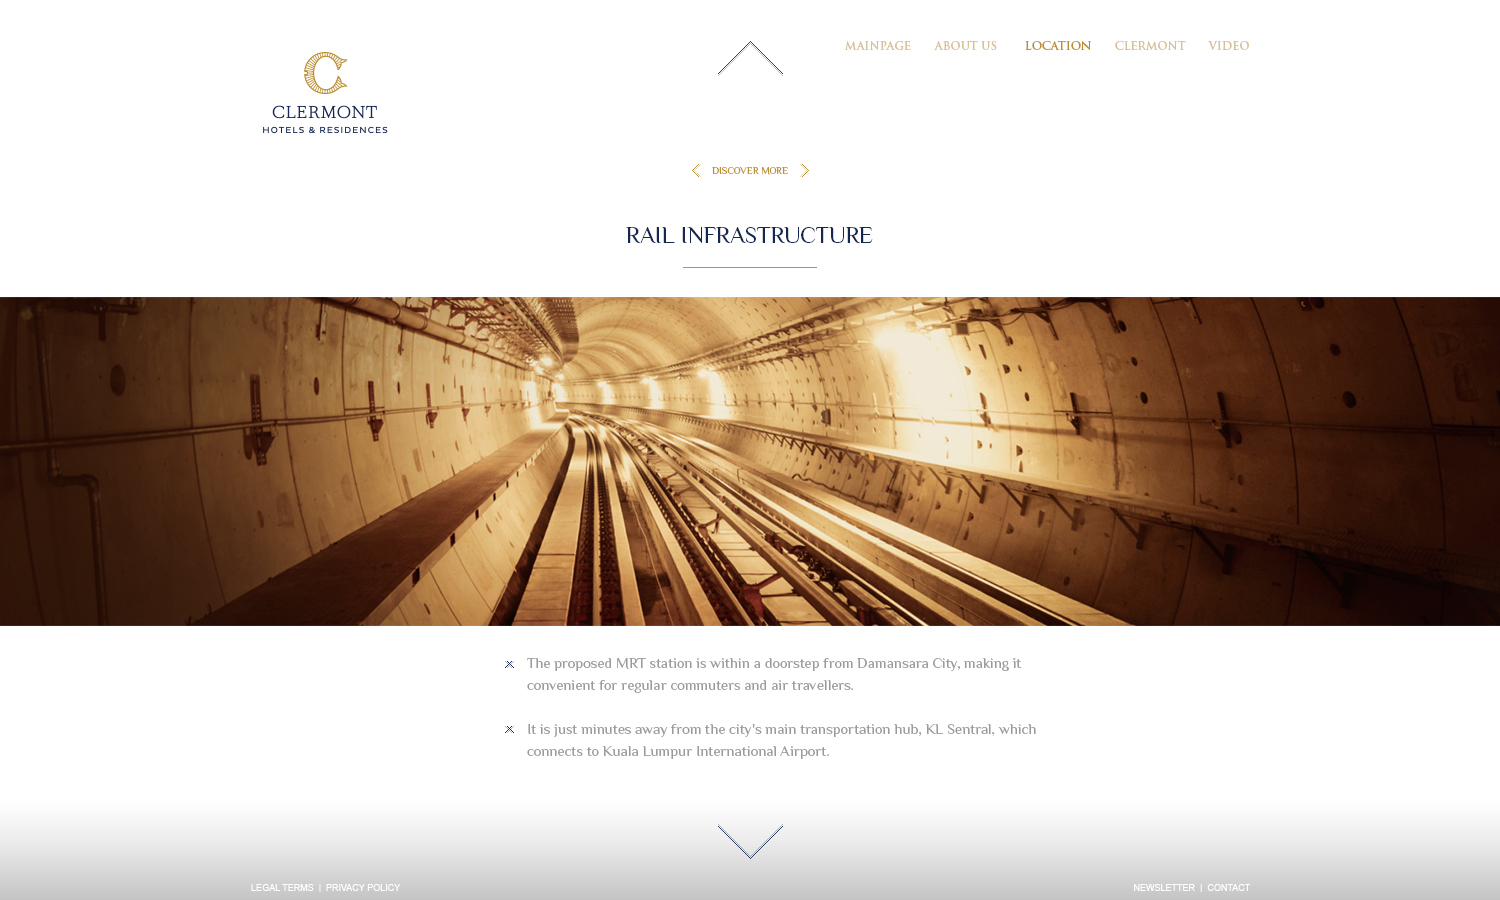 MAINPAGE ABOUT US LOCATION CLERMONT VIDEO
C
CLERMONT
HOTELS & RESIDENCES
DISCOVER MORE
RAIL INFRASTRUCTURE
The proposed MRT station is within a doorstep from Damansara City, making it
convenient for regular commuters and air travellers.
It is just minutes away from the city's main transportation hub, KL Sentral, which
connects to Kuala Lumpur International Airport.
LEGAL TERMS | PRIVACY POLICY
NEWSLETTER | CONTACT